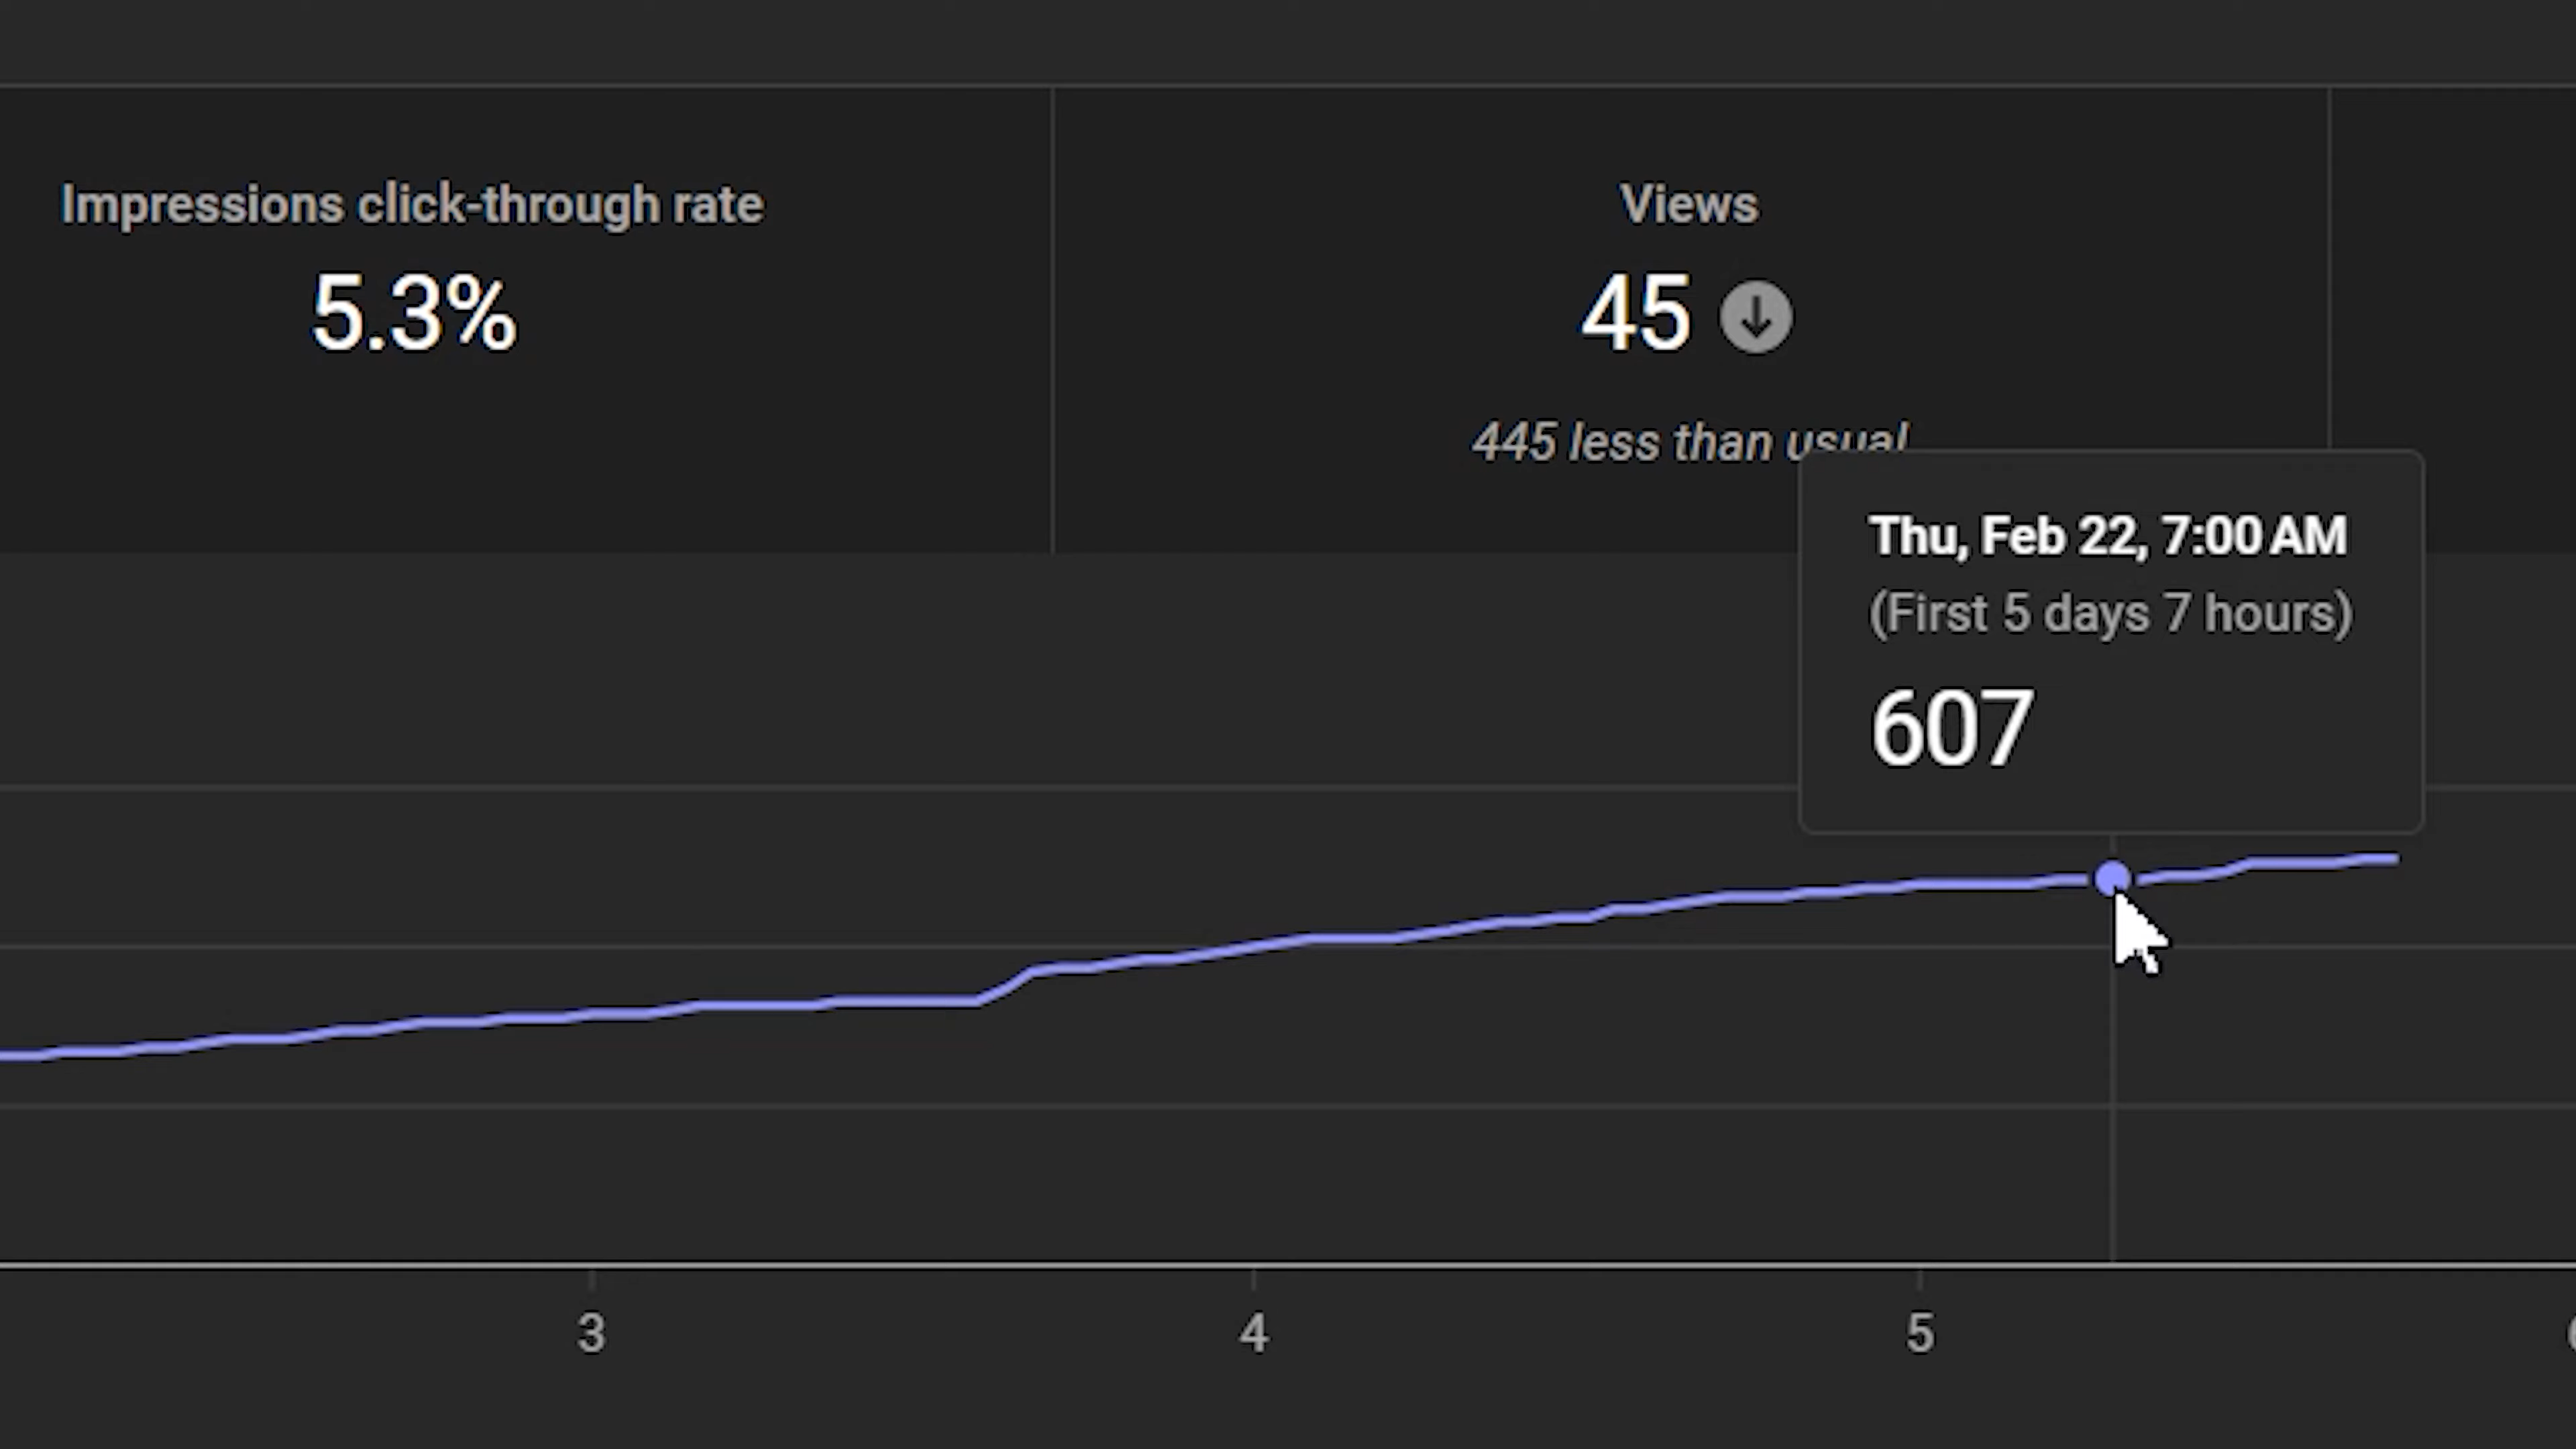 Impressions click-through rate
5.3%
Views
45
445 less than usual
Thu, Feb 22, 7:00 AM
(First 5 days 7 hours)
607
3
4
5